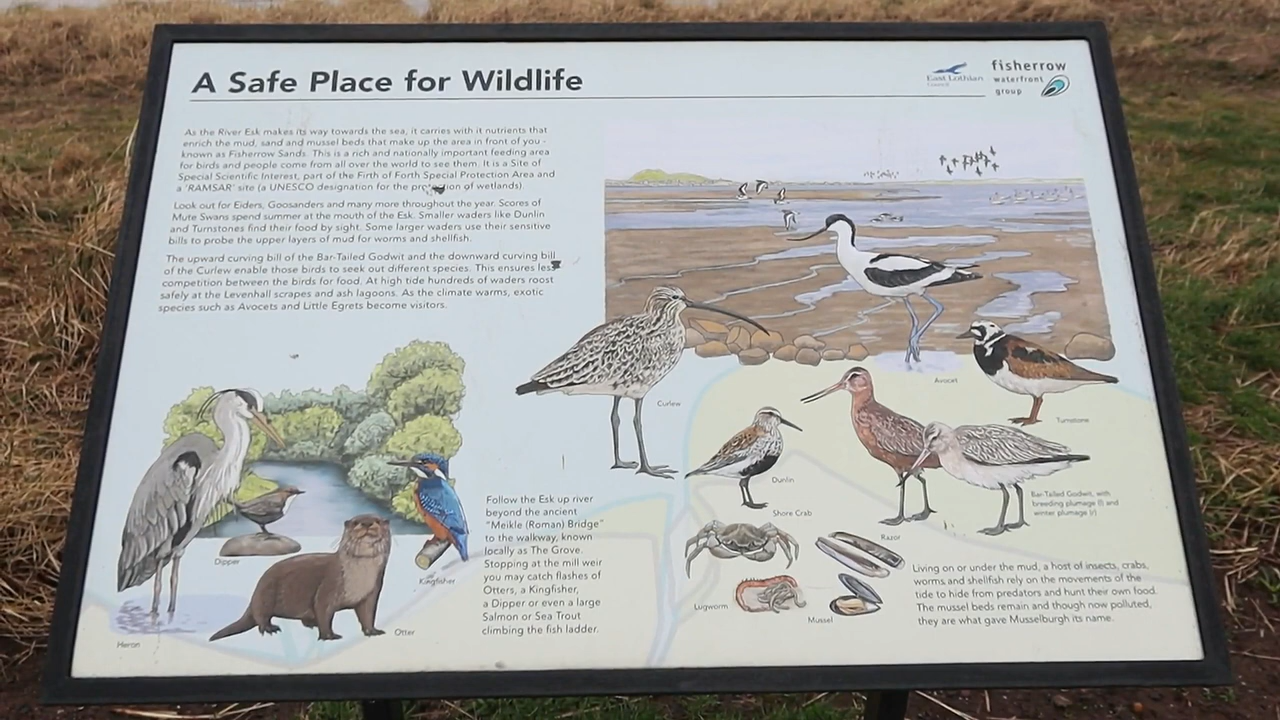 A Safe Place for Wildlife
East Lothian
Council
fisherrow
waterfront
group
As the River Esk makes its way towards the sea, it carries with it nutrients that
enrich the mud, sand and mussel beds that make up the area in front of you -
known as Fisherrow Sands. This is a rich and nationally important feeding area
for birds and people come from all over the world to see them. It is a Site of
Special Scientific Interest, part of the Firth of Forth Special Protection Area and
a 'RAMSAR' site (a UNESCO designation for the of wetlands)
Look out for Eiders, Goosanders and many more throughout the year. Scores of
Mute Swans spend summer at the mouth of the Esk. Smaller waders like Dunlin
and Turnstones find their food by sight. Some larger waders use their sensitive
bills to probe the upper layers of mud for worms and shellfish.
The upward curving bill of the Bar-Tailed Godwit and the downward curving bill
of the Curlew enable those birds to seek out different species. This ensures less
competition between the birds for food. At high tide hundreds of waders roost
safely at the Levenhall scrapes and ash lagoons. As the climate warms, exotic
species such as Avocets and Little Egrets become visitors.
Avocet
Curlew
Turnstone
Dunlin
Bar-Tailed Godwit, with
breeding plumage (l) and
winter plumage (r)
Shore Crab
Razor
Lugworm
Mussel
Dipper
Kingfisher
Otter
Heron
Follow the Esk up river
beyond the ancient
"Meikle (Roman) Bridge"
to the walkway, known
locally as The Grove.
Stopping at the mill weir
you may catch flashes of
Otters, a Kingfisher,
a Dipper or even a large
Salmon or Sea Trout
climbing the fish ladder.
Living on or under the mud, a host of insects, crabs,
worms and shellfish rely on the movements of the
tide to hide from predators and hunt their own food.
The mussel beds remain and though now polluted,
they are what gave Musselburgh its name.